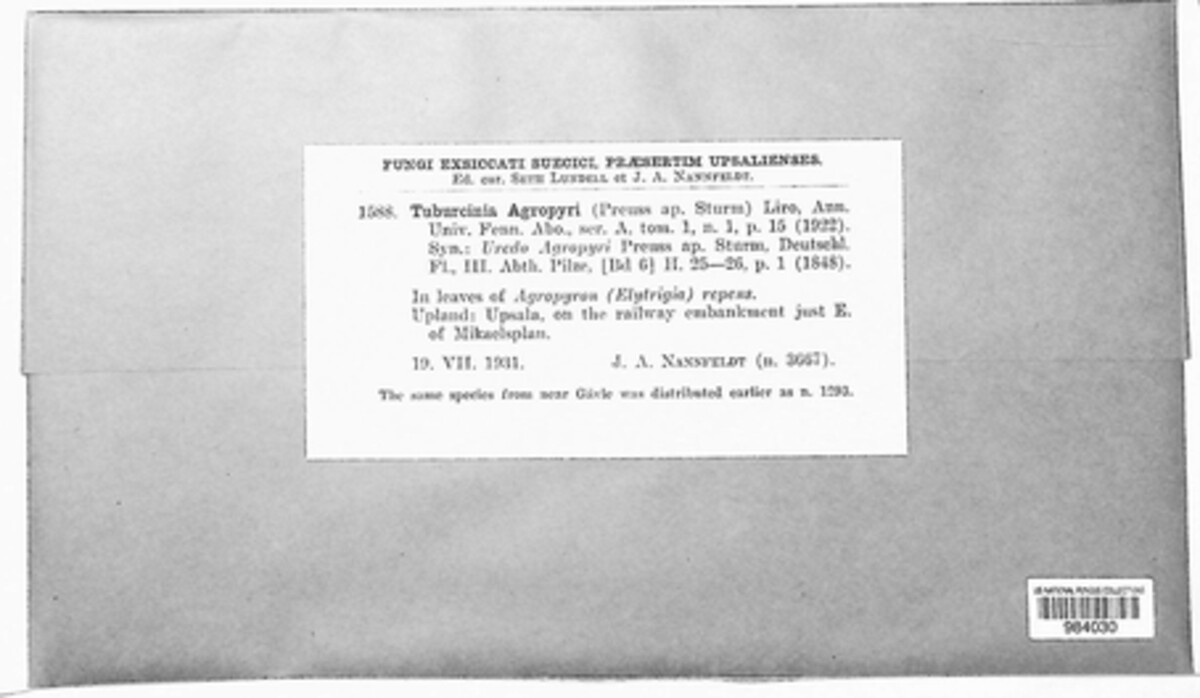 FUNGI EXSICCATI SUECICI, PRÆSERTIM UPSALIENSES.
Ed. cur. Seth Lundell et J. A. Nannfeldt.
1588. Tuburcinia Agropyri (Preuss ap. Sturm) Liro, Ann.
Univ. Fenn. Abo., ser. A, tom. 1, n. 1, p. 15 (1922).
Syn.: Uredo Agropyri Preuss ap. Sturm, Deutschl.
Fl., III. Abth. Pilze, [Bd 6] H. 25—26, p. 1 (1848).
In leaves of Agropyron (Elytrigia) repens.
Upland: Upsala, on the railway embankment just E.
of Mikaelsplan.
19. VII. 1931. J. A. Nannfeldt (n. 3667).
The same species from near Gävle was distributed earlier as n. 1293.
US NATIONAL FUNGUS COLLECTIONS
984030